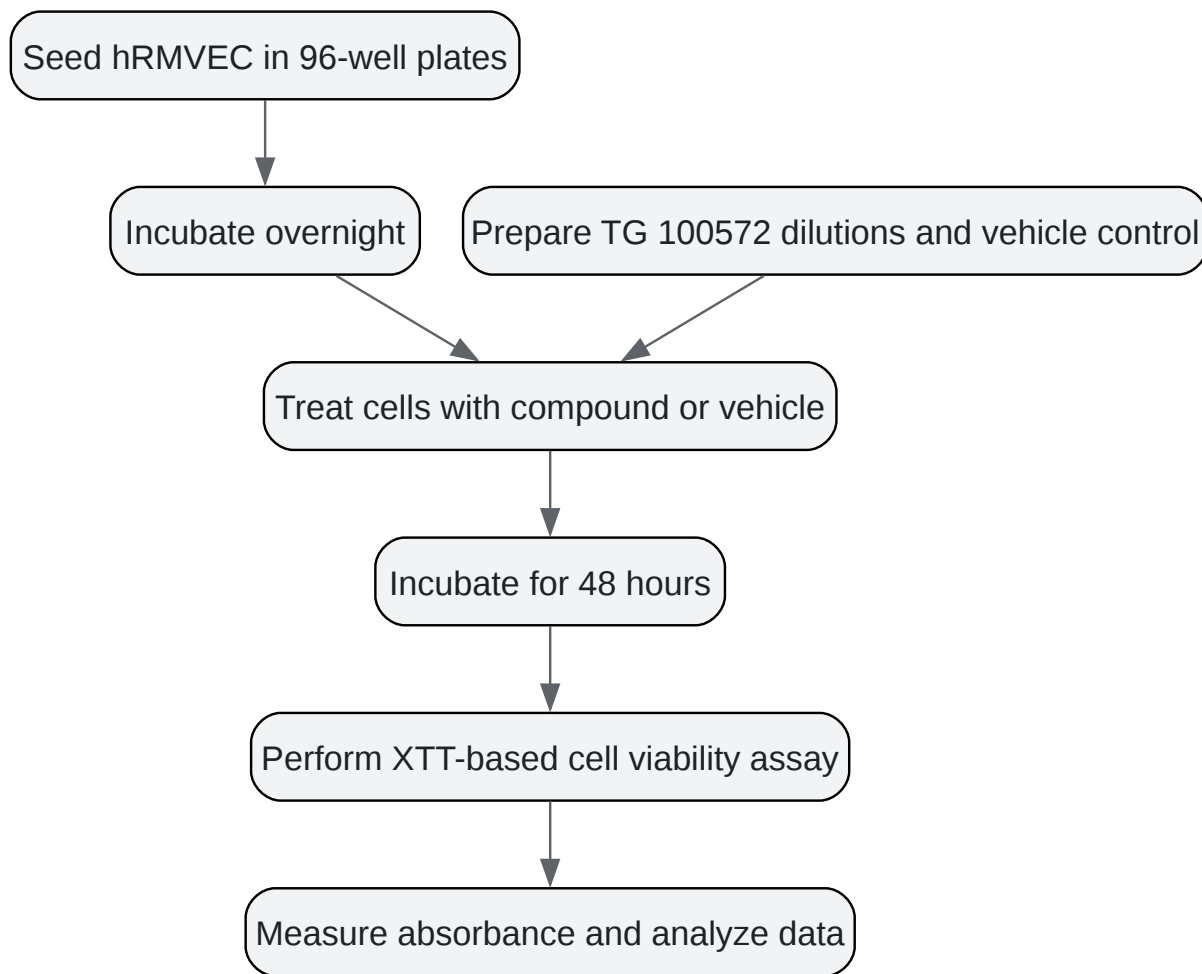 Seed hRMVEC in 96-well plates
Incubate overnight
Prepare TG 100572 dilutions and vehicle control
Treat cells with compound or vehicle
Incubate for 48 hours
Perform XTT-based cell viability assay
Measure absorbance and analyze data